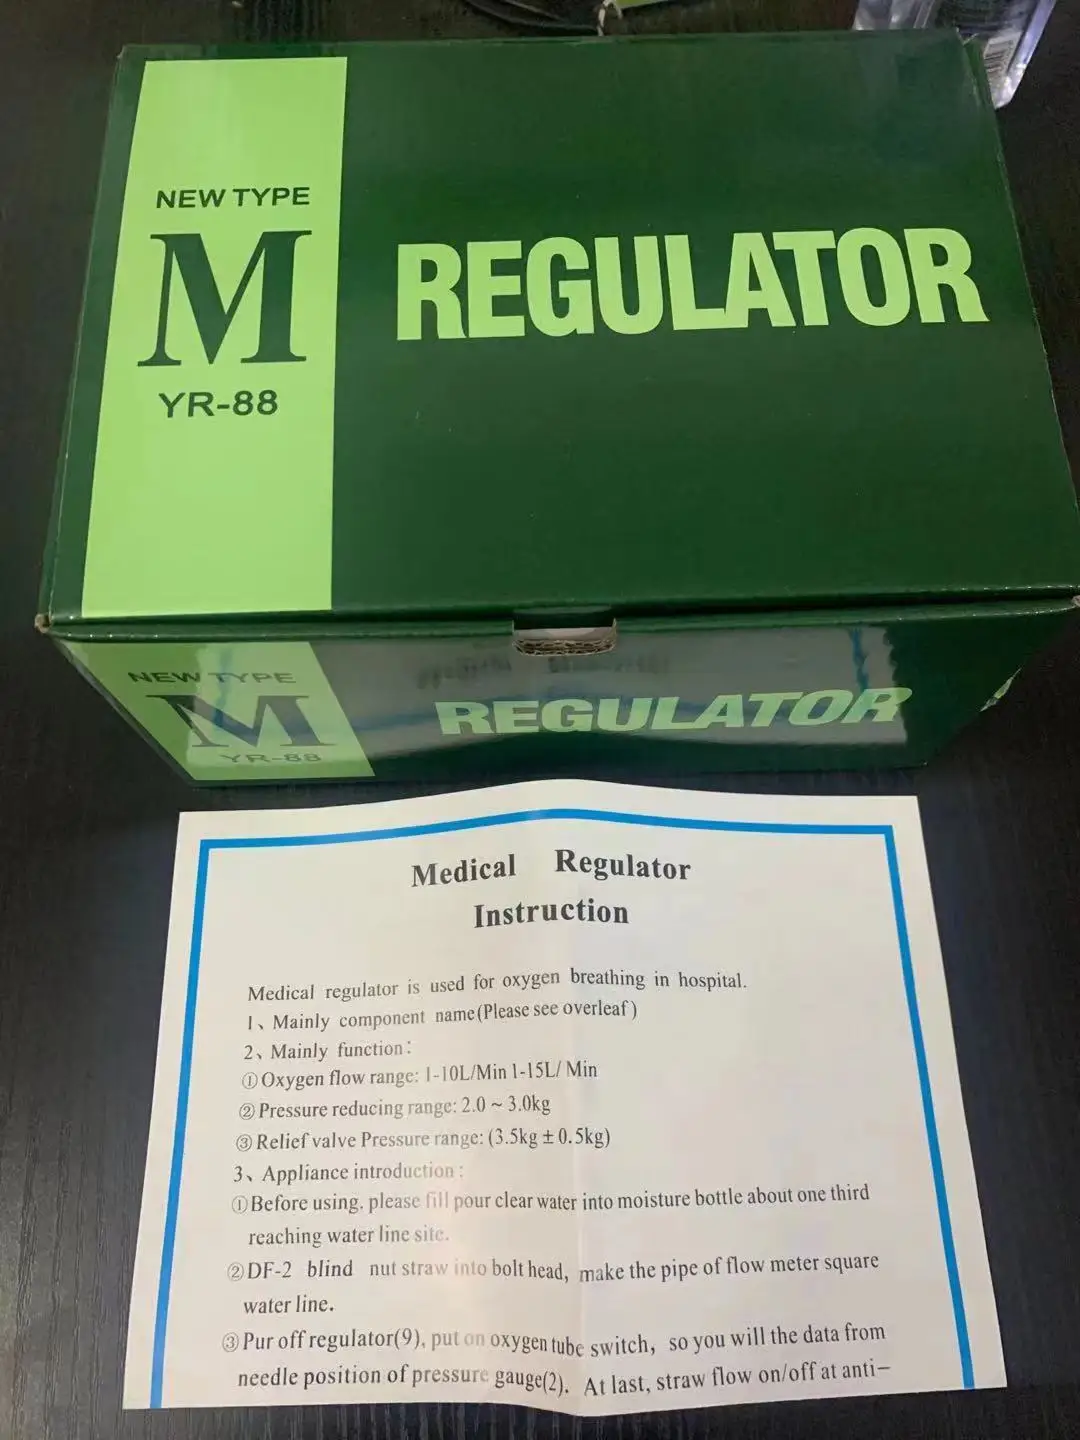 NEW TYPE
M
YR-88
REGULATOR
NEW TYPE
M
YR-88
REGULATOR
Medical Regulator
Instruction
Medical regulator is used for oxygen breathing in hospital.
1、Mainly component name(Please see overleaf)
2、Mainly function:
①Oxygen flow range: 1-10L/Min 1-15L/ Min
②Pressure reducing range: 2.0 ~ 3.0kg
③Relief valve Pressure range: (3.5kg ± 0.5kg)
3、Appliance introduction:
①Before using, please fill pour clear water into moisture bottle about one third
reaching water line site.
②DF-2 blind nut straw into bolt head, make the pipe of flow meter square
water line.
③Pur off regulator(9), put on oxygen tube switch, so you will the data from
needle position of pressure gauge(2). At last, straw flow on/off at anti-